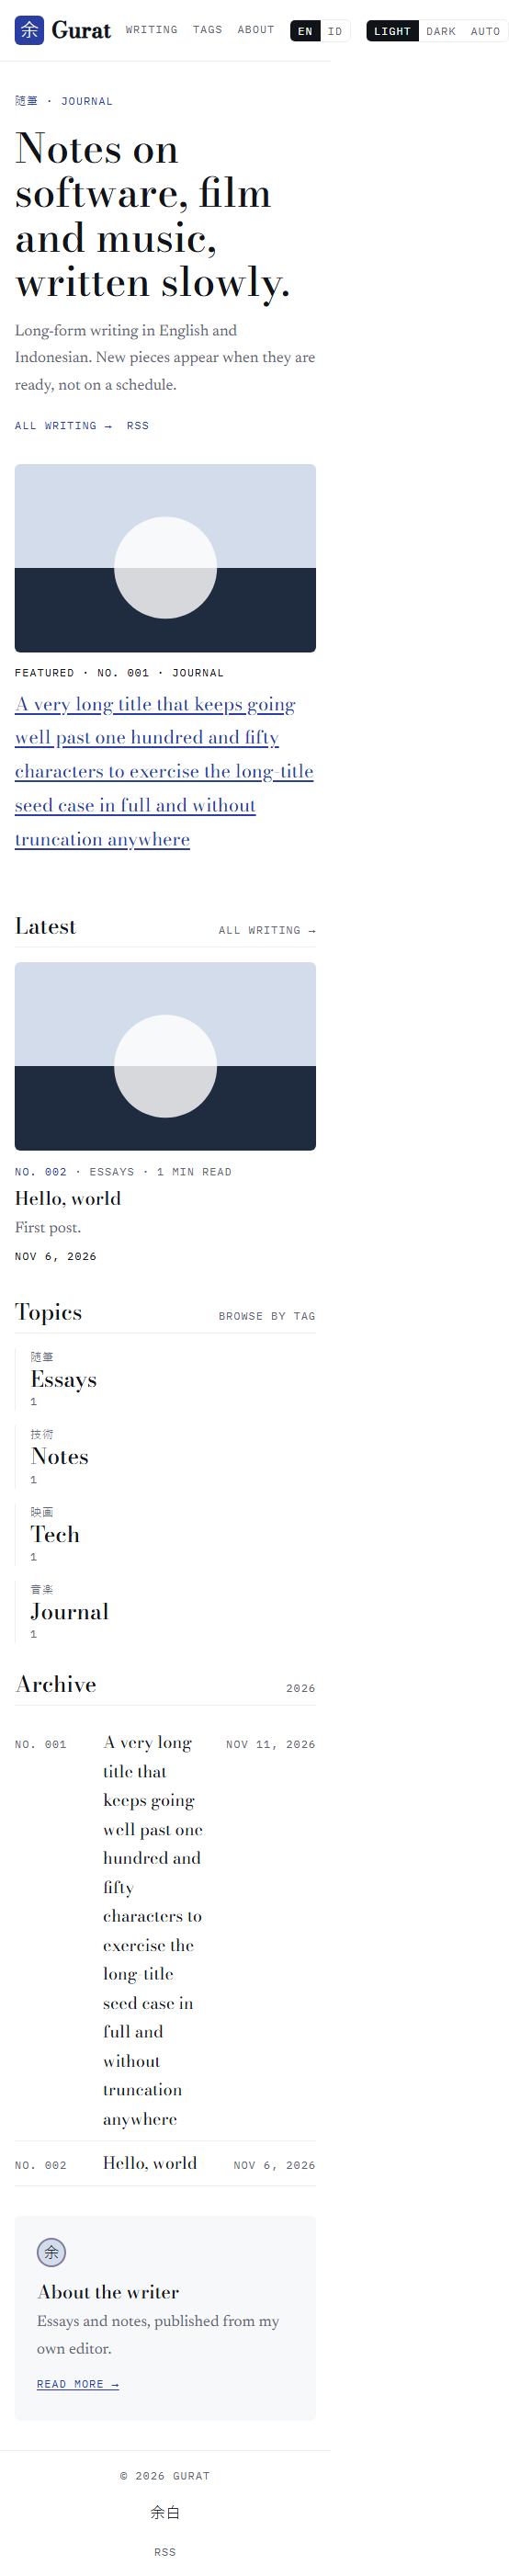 余 Gurat WRITING TAGS ABOUT EN ID LIGHT DARK AUTO
随筆 · JOURNAL
Notes on
software, film
and music,
written slowly.
Long-form writing in English and
Indonesian. New pieces appear when they are
ready, not on a schedule.
ALL WRITING → RSS
FEATURED · NO. 001 · JOURNAL
A very long title that keeps going
well past one hundred and fifty
characters to exercise the long-title
seed case in full and without
truncation anywhere
Latest ALL WRITING →
NO. 002 · ESSAYS · 1 MIN READ
Hello, world
First post.
NOV 6, 2026
Topics BROWSE BY TAG
随筆
Essays
1
技術
Notes
1
映画
Tech
1
音楽
Journal
1
Archive 2026
NO. 001 A very long NOV 11, 2026
title that
keeps going
well past one
hundred and
fifty
characters to
exercise the
long-title
seed case in
full and
without
truncation
anywhere
NO. 002 Hello, world NOV 6, 2026
余
About the writer
Essays and notes, published from my
own editor.
READ MORE →
© 2026 GURAT
余白
RSS